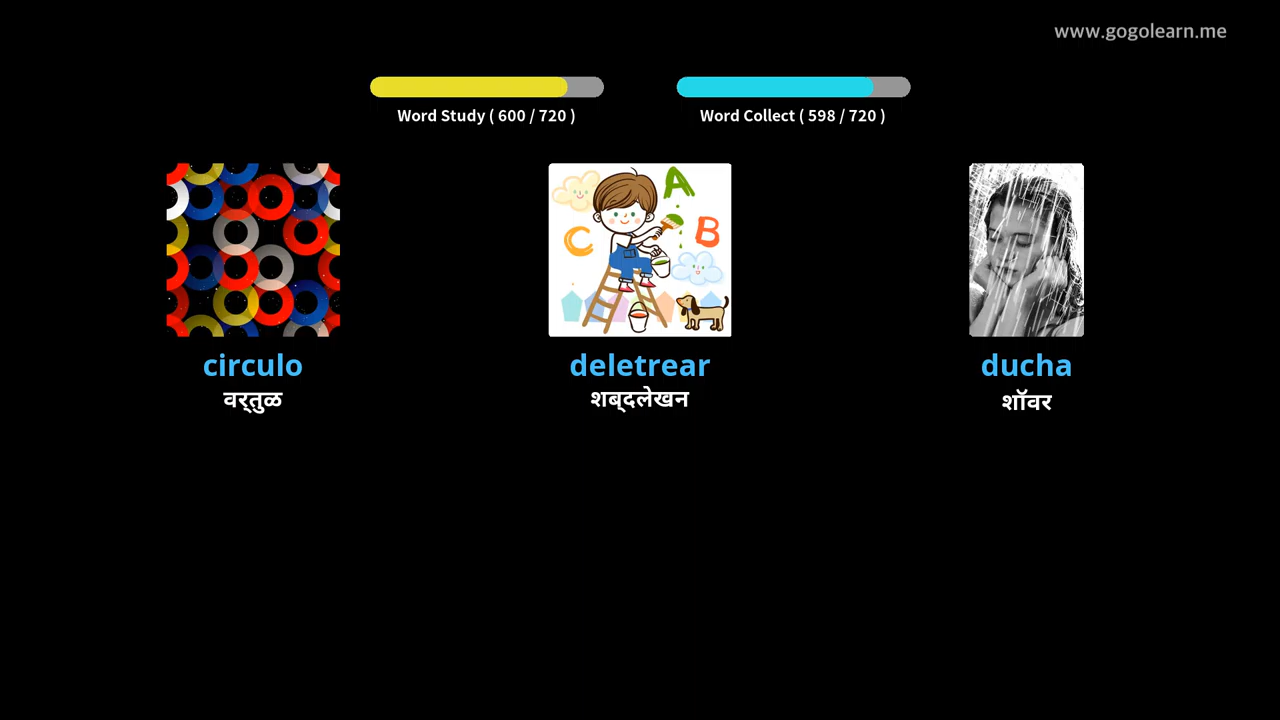 www.gogolearn.me
Word Study ( 600 / 720 )
Word Collect ( 598 / 720 )
A
B
C
circulo
deletrear
ducha
वर्‌तुळ
शब्‌दलेखन
शॉवर